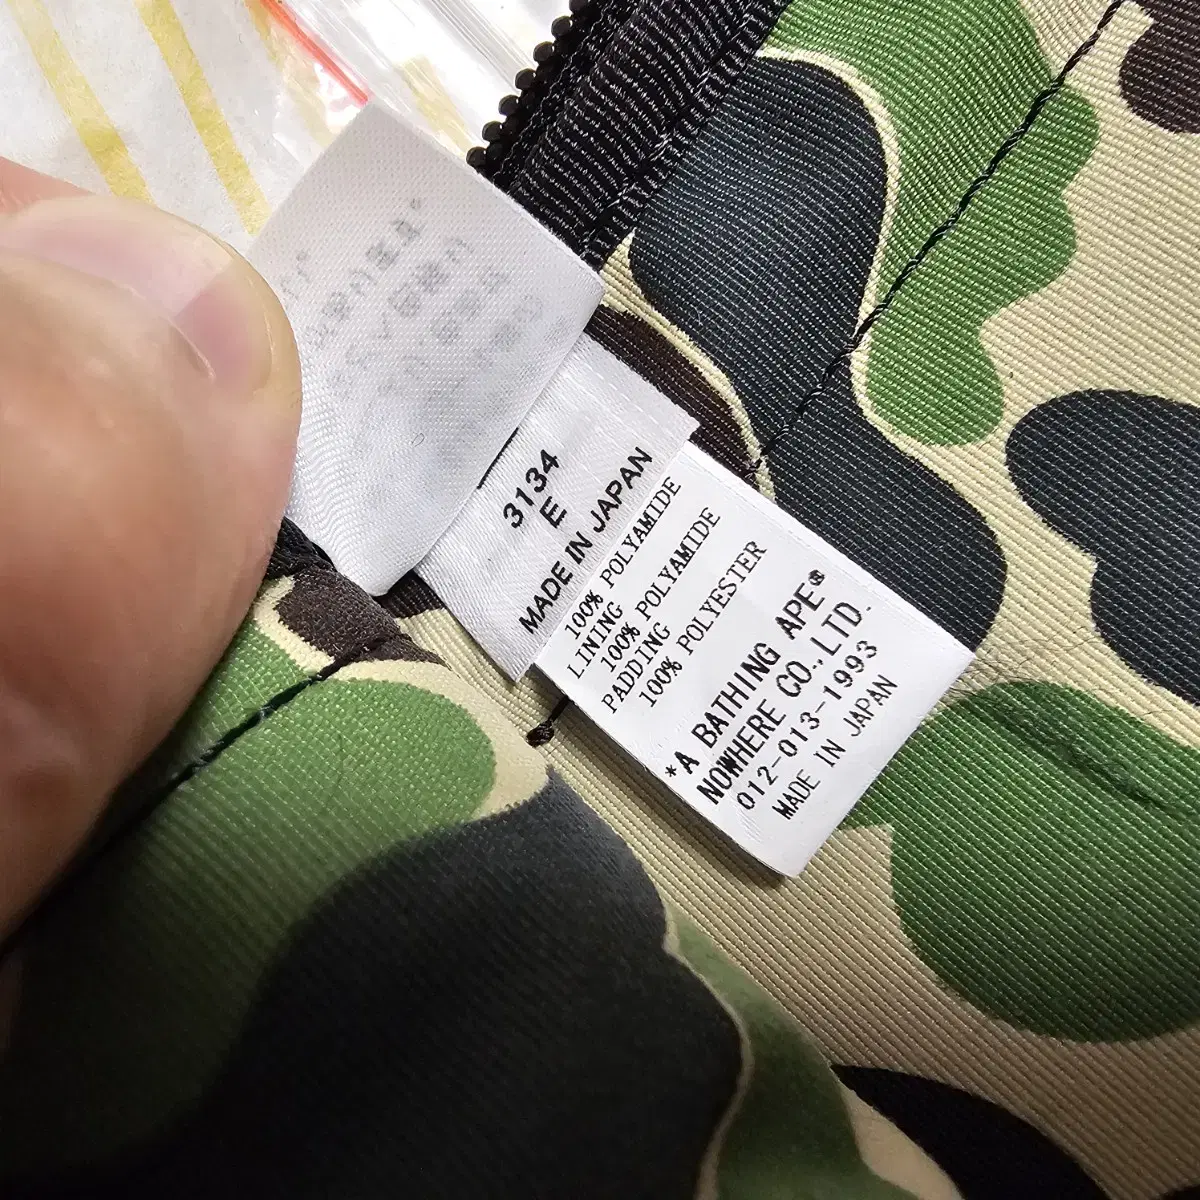 3134
E
MADE IN JAPAN
100% POLYAMIDE
LINING
100% POLYAMIDE
PADDING
100% POLYESTER
*A BATHING APE®
NOWHERE CO.,LTD.
012-013-1993
MADE IN JAPAN